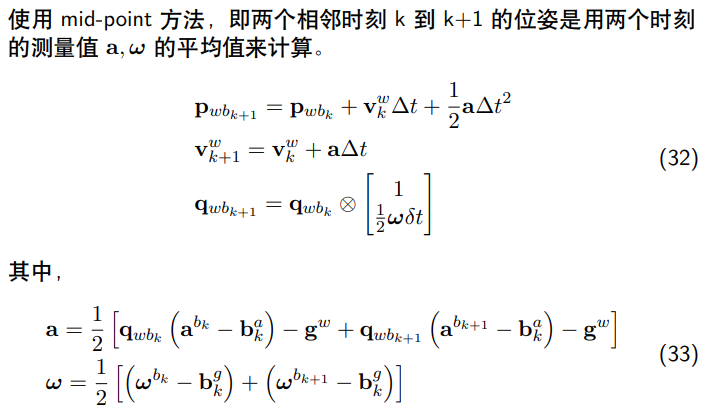 使用 mid-point 方法，即两个相邻时刻 k 到 k+1 的位姿是用两个时刻
的测量值 a, ω 的平均值来计算。
$\mathbf{p}_{wb_{k+1}} = \mathbf{p}_{wb_k} + \mathbf{v}_k^w \Delta t + \frac{1}{2}\mathbf{a}\Delta t^2$
$\mathbf{v}_{k+1}^w = \mathbf{v}_k^w + \mathbf{a}\Delta t$ (32)
$\mathbf{q}_{wb_{k+1}} = \mathbf{q}_{wb_k} \otimes \begin{bmatrix} 1 \\ \frac{1}{2}\boldsymbol{\omega}\delta t \end{bmatrix}$
其中，
$\mathbf{a} = \frac{1}{2}\left[\mathbf{q}_{wb_k}\left(\mathbf{a}^{b_k} - \mathbf{b}_k^a\right) - \mathbf{g}^w + \mathbf{q}_{wb_{k+1}}\left(\mathbf{a}^{b_{k+1}} - \mathbf{b}_k^a\right) - \mathbf{g}^w\right]$ (33)
$\boldsymbol{\omega} = \frac{1}{2}\left[\left(\boldsymbol{\omega}^{b_k} - \mathbf{b}_k^g\right) + \left(\boldsymbol{\omega}^{b_{k+1}} - \mathbf{b}_k^g\right)\right]$